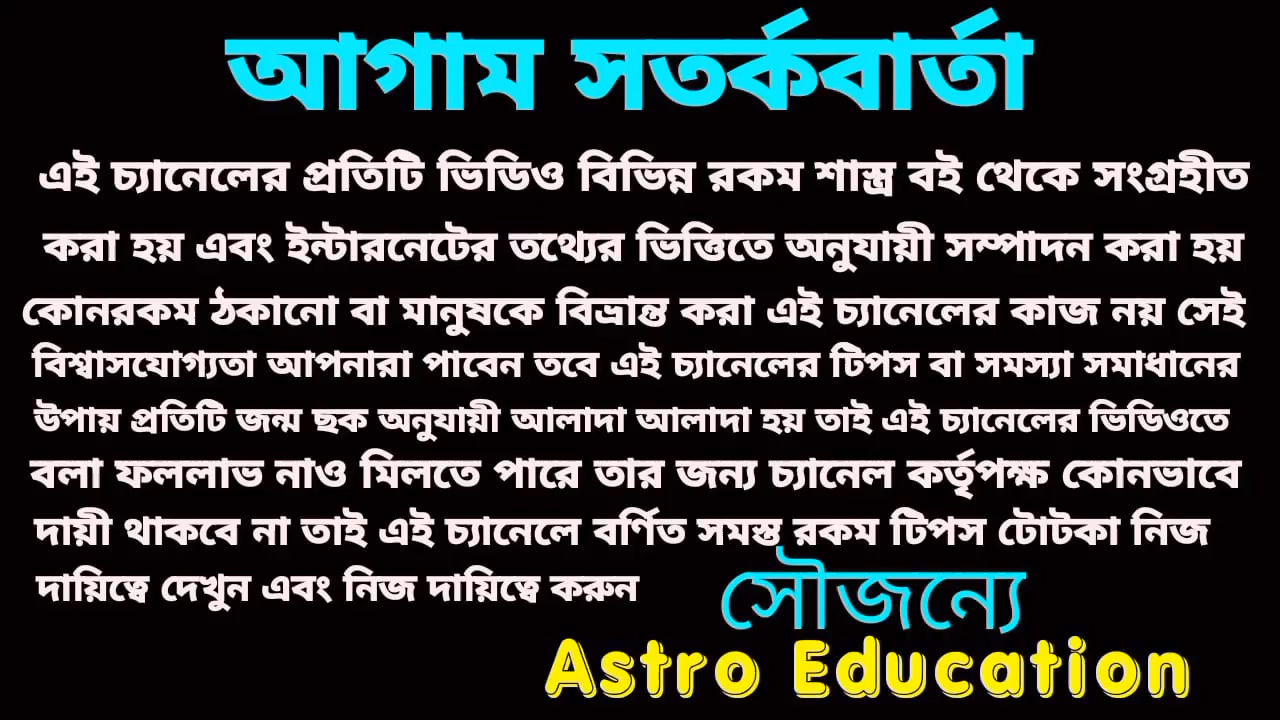 আগাম সতর্কবার্তা
এই চ্যানেলের প্রতিটি ভিডিও বিভিন্ন রকম শাস্ত্র বই থেকে সংগ্রহীত
করা হয় এবং ইন্টারনেটের তথ্যের ভিত্তিতে অনুযায়ী সম্পাদন করা হয়
কোনরকম ঠকানো বা মানুষকে বিভ্রান্ত করা এই চ্যানেলের কাজ নয় সেই
বিশ্বাসযোগ্যতা আপনারা পাবেন তবে এই চ্যানেলের টিপস বা সমস্যা সমাধানের
উপায় প্রতিটি জন্ম ছক অনুযায়ী আলাদা আলাদা হয় তাই এই চ্যানেলের ভিডিওতে
বলা ফললাভ নাও মিলতে পারে তার জন্য চ্যানেল কর্তৃপক্ষ কোনভাবে
দায়ী থাকবে না তাই এই চ্যানেলে বর্ণিত সমস্ত রকম টিপস টোটকা নিজ
দায়িত্বে দেখুন এবং নিজ দায়িত্বে করুন
সৌজন্যে
Astro Education